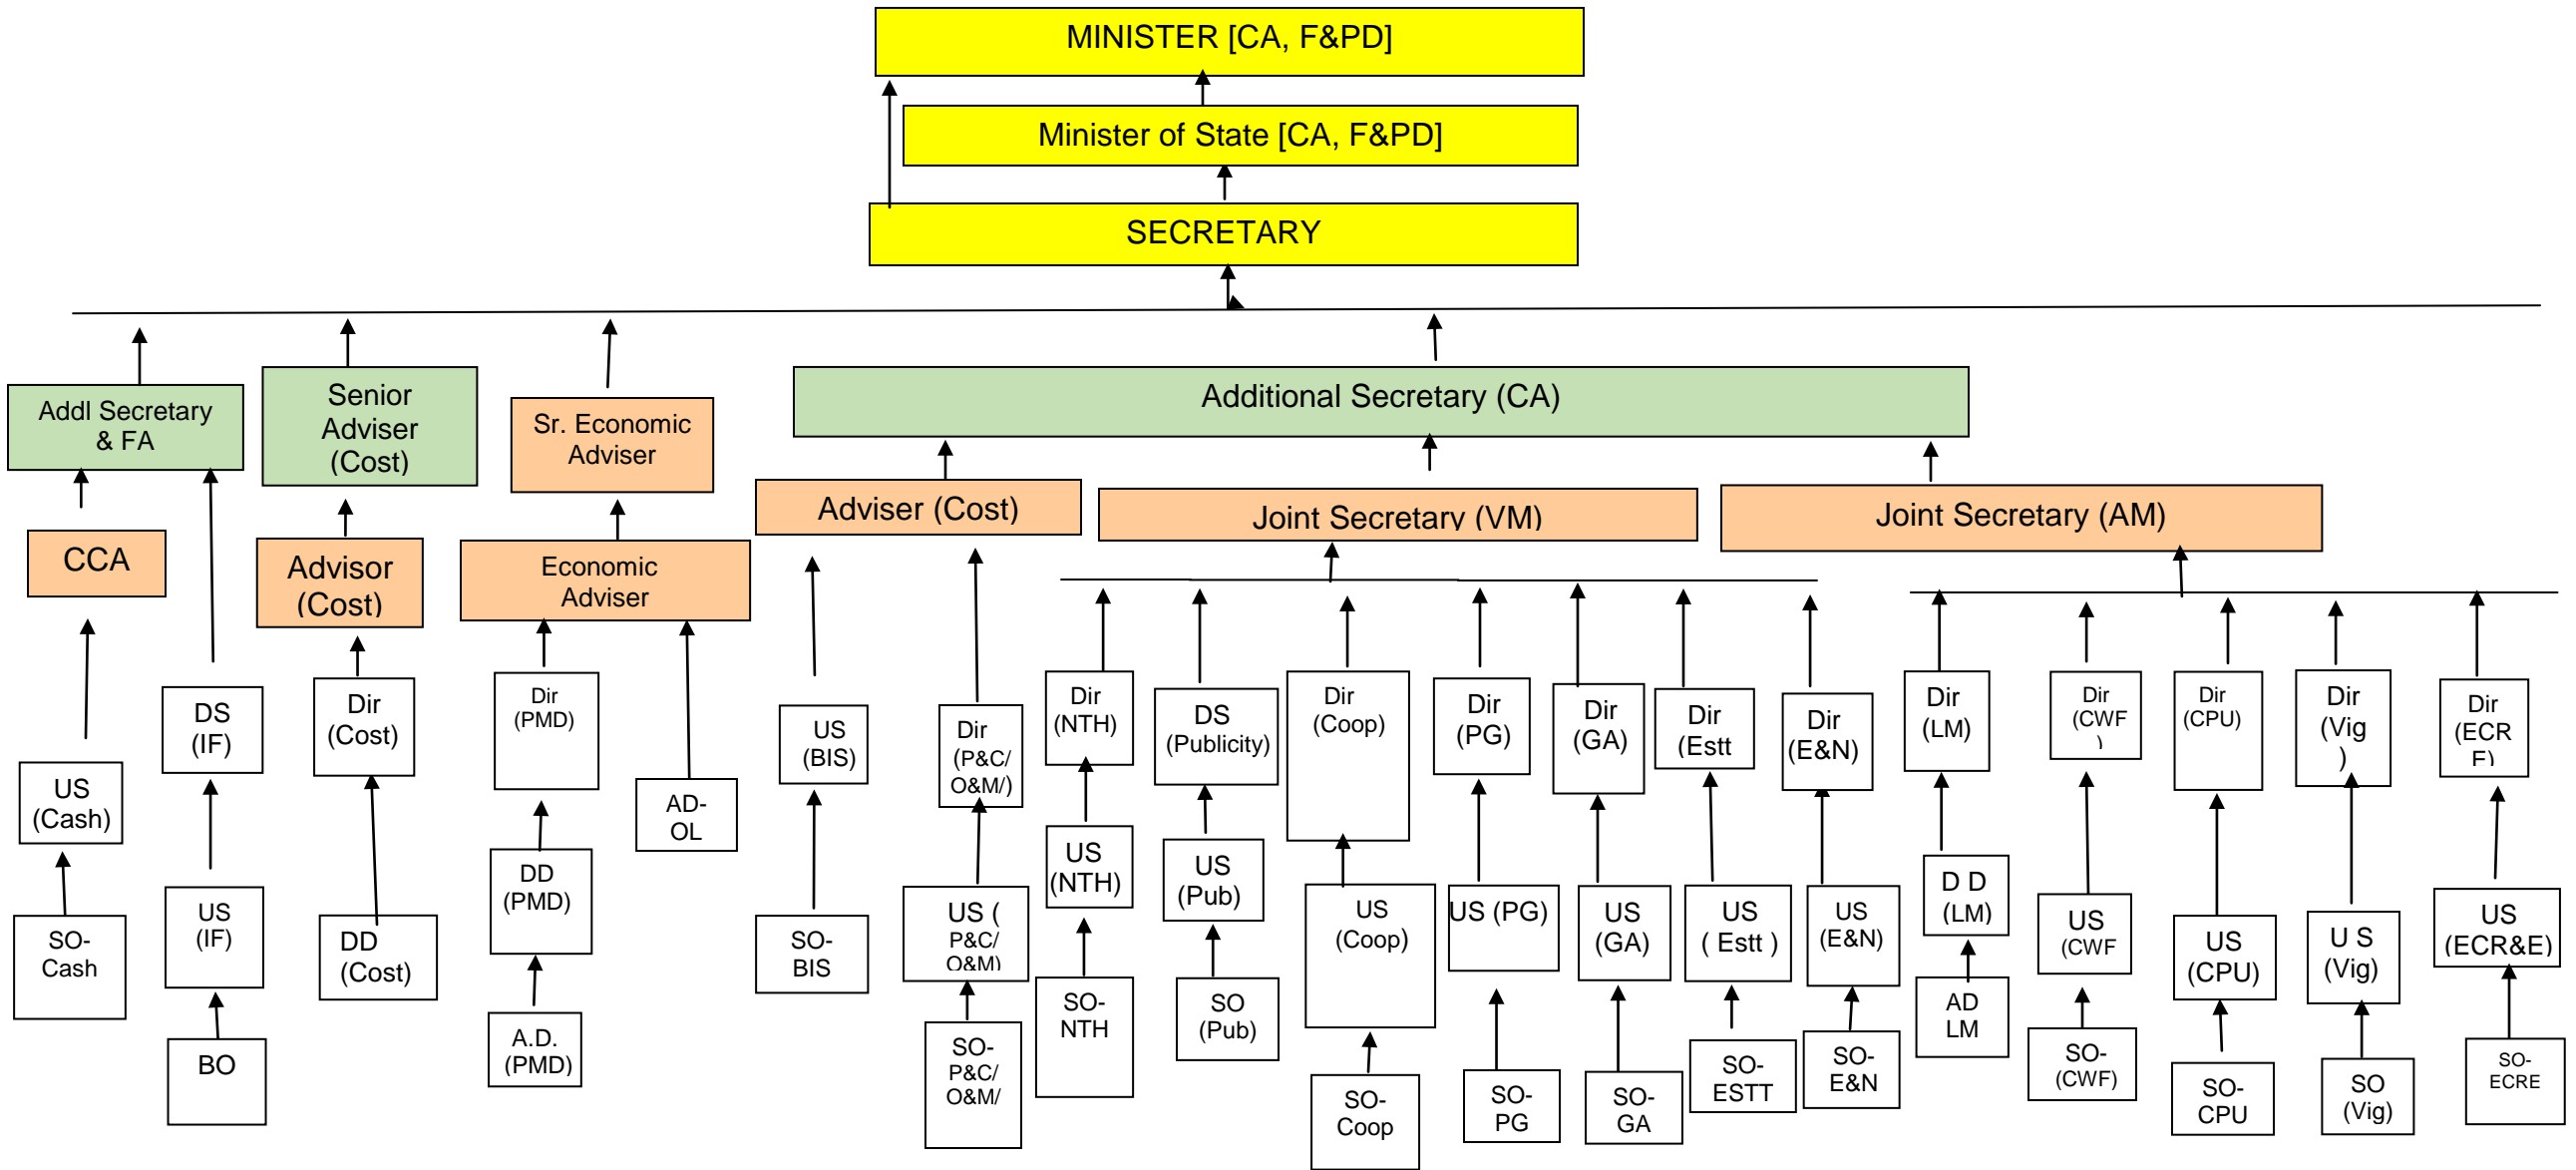 MINISTER [CA, F&PD]
Minister of State [CA, F&PD]
SECRETARY
Addl Secretary
& FA
Senior
Adviser
(Cost)
Sr. Economic
Adviser
Additional Secretary (CA)
CCA
Advisor
(Cost)
Economic
Adviser
Adviser (Cost)
Joint Secretary (VM)
Joint Secretary (AM)
US
(Cash)
DS
(IF)
Dir
(Cost)
Dir
(PMD)
AD-
OL
US
(BIS)
Dir
(P&C/
O&M/)
Dir
(NTH)
DS
(Publicity)
Dir
(Coop)
Dir
(PG)
Dir
(GA)
Dir
(Estt
Dir
(E&N)
Dir
(LM)
Dir
(CWF
)
Dir
(CPU)
Dir
(Vig
)
Dir
(ECR
E)
SO-
Cash
US
(IF)
DD
(Cost)
DD
(PMD)
SO-
BIS
US (
P&C/
O&M)
US
(NTH)
US
(Pub)
US
(Coop)
US (PG)
US
(GA)
US
( Estt )
US
(E&N)
D D
(LM)
US
(CWF
US
(CPU)
U S
(Vig)
US
(ECR&E)
BO
A.D.
(PMD)
SO-
P&C/
O&M/
SO-
NTH
SO
(Pub)
SO-
Coop
SO-
PG
SO-
GA
SO-
ESTT
SO-
E&N
AD
LM
SO-
(CWF)
SO-
CPU
SO
(Vig)
SO-
ECRE